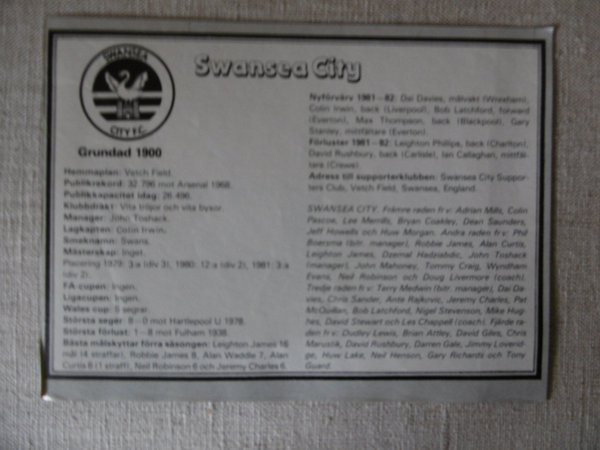 SWANSEA
CITY F.C.
Swansea City
Grundad 1900
Hemmaplan: Vetch Field.
Publikrekord: 32 796 mot Arsenal 1968.
Publikkapacitet idag: 26 496.
Klubbdräkt: Vita tröjor och vita byxor.
Manager: John Toshack.
Lagkapten: Colin Irwin.
Smeknamn: Swans.
Mästerskap: Inget.
Placering 1979: 3:a (div 3), 1980: 12:a (div 2), 1981: 3:a
(div 2).
FA-cupen: Ingen.
Ligacupen: Ingen.
Wales cup: 5 segrar.
Största seger: 8–0 mot Hartlepool U 1978.
Största förlust: 1–8 mot Fulham 1938.
Bästa målskyttar förra säsongen: Leighton James 16
mål (4 straffar), Robbie James 8, Alan Waddle 7, Alan
Curtis 6 (1 straff), Neil Robinson 6 och Jeremy Charles 6.
Nyförvärv 1981–82: Dai Davies, målvakt (Wrexham),
Colin Irwin, back (Liverpool), Bob Latchford, forward
(Everton), Max Thompson, back (Blackpool), Gary
Stanley, mittfältare (Everton).
Förluster 1981–82: Leighton Phillips, back (Charlton),
David Rushbury, back (Carlisle), Ian Callaghan, mittfäl-
tare (Crewe).
Adress till supporterklubben: Swansea City Suppor-
ters Club, Vetch Field, Swansea, England.
SWANSEA CITY. Främre raden fr v: Adrian Mills, Colin
Pascoe, Lee Merrills, Bryan Coakley, Dean Saunders,
Jeff Howells och Huw Morgan. Andra raden fr v: Phil
Boersma (bitr. manager), Robbie James, Alan Curtis,
Leighton James, Dzemal Hadziabdic, John Toshack
(manager), John Mahoney, Tommy Craig, Wyndham
Evans, Neil Robinson och Doug Livermore (coach).
Tredje raden fr v: Terry Medwin (bitr. manager), Dai Da-
vies, Chris Sander, Ante Rajkovic, Jeremy Charles, Pat
McQuillan, Bob Latchford, Nigel Stevenson, Mike Hug-
hes, David Stewart och Les Chappell (coach). Fjärde ra-
den fr v: Dudley Lewis, Brian Attley, David Giles, Chris
Marustik, David Rushbury, Darren Gale, Jimmy Loverid-
ge, Huw Lake, Neil Henson, Gary Richards och Tony
Guard.